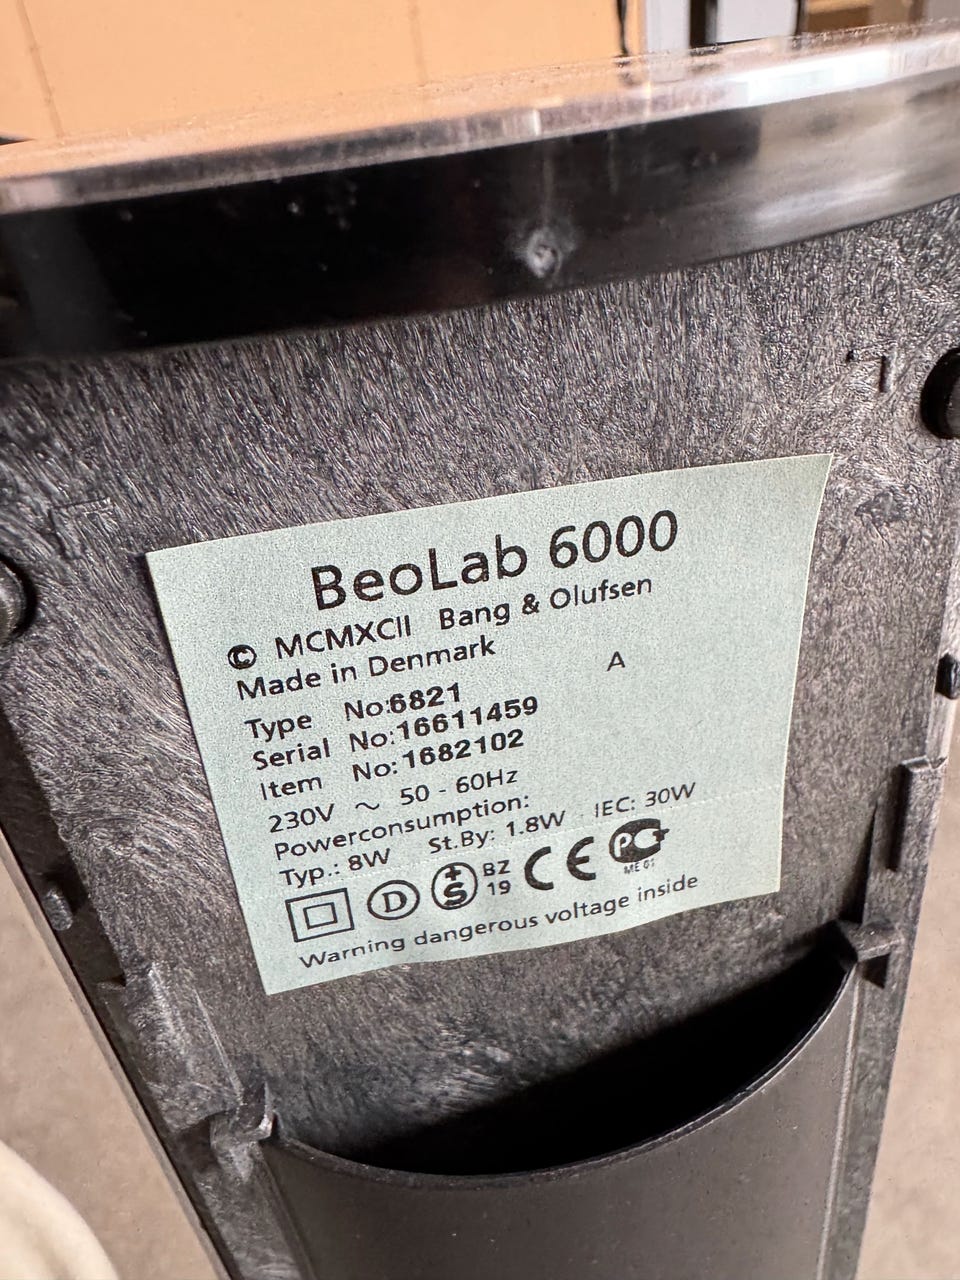 BeoLab 6000
© MCMXCII Bang & Olufsen
Made in Denmark
A
Type No:6821
Serial No:16611459
Item No:1682102
230V ~ 50 - 60Hz
Powerconsumption:
Typ.: 8W St.By: 1.8W IEC: 30W
D +S BZ 19 CE PC
Warning dangerous voltage inside